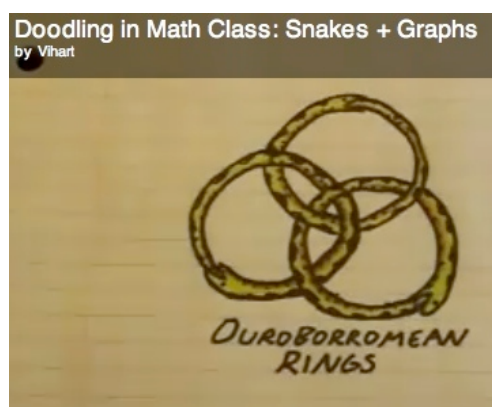 Doodling in Math Class: Snakes + Graphs
by Vihart
OUROBORROMEAN
RINGS